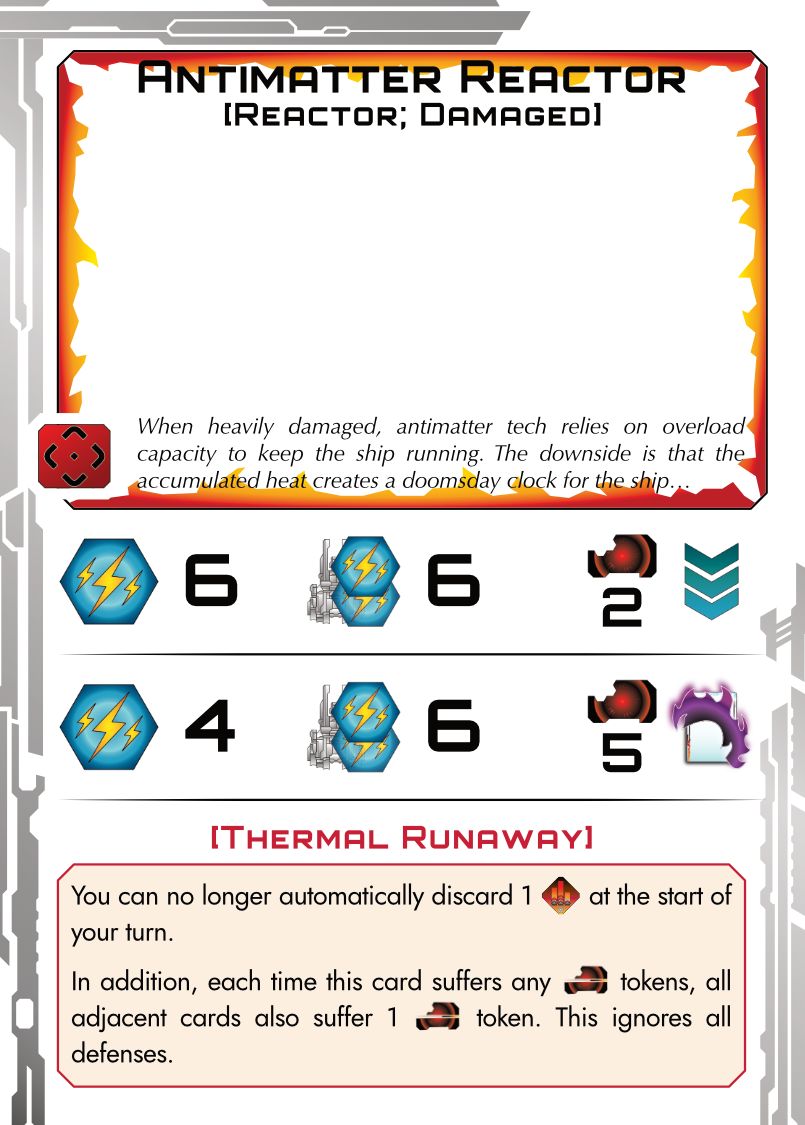 Antimatter Reactor
[Reactor; Damaged]
When heavily damaged, antimatter tech relies on overload
capacity to keep the ship running. The downside is that the
accumulated heat creates a doomsday clock for the ship…
6 6 2
4 6 5
[Thermal Runaway]
You can no longer automatically discard 1 at the start of
your turn.
In addition, each time this card suffers any tokens, all
adjacent cards also suffer 1 token. This ignores all
defenses.